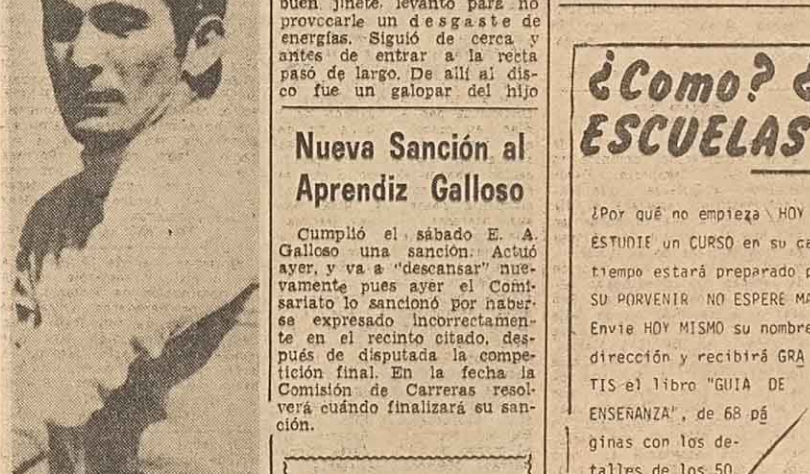 buen jinete, levantó para no
provocarle un desgaste de
energías. Siguió de cerca y
antes de entrar a la recta
pasó de largo. De allí al dis-
co fue un galopar del hijo
Nueva Sanción al
Aprendiz Galloso
Cumplió el sábado E. A.
Galloso una sanción. Actuó
ayer, y va a "descansar" nue-
vamente pues ayer el Comi-
sariato lo sancionó por haber-
se expresado incorrectamen-
te en el recinto citado, des-
pués de disputada la compe-
tición final. En la fecha la
Comisión de Carreras resol-
verá cuándo finalizará su san-
ción.
¿Como? ¿
ESCUELAS
¿Por qué no empieza HOY
ESTUDIE un CURSO en su ca
tiempo estará preparado p
SU PORVENIR NO ESPERE MA
Envie HOY MISMO su nombre
dirección y recibirá GRA
TIS el libro "GUIA DE
ENSEÑANZA", de 68 pá
ginas con los de-
talles de los 50